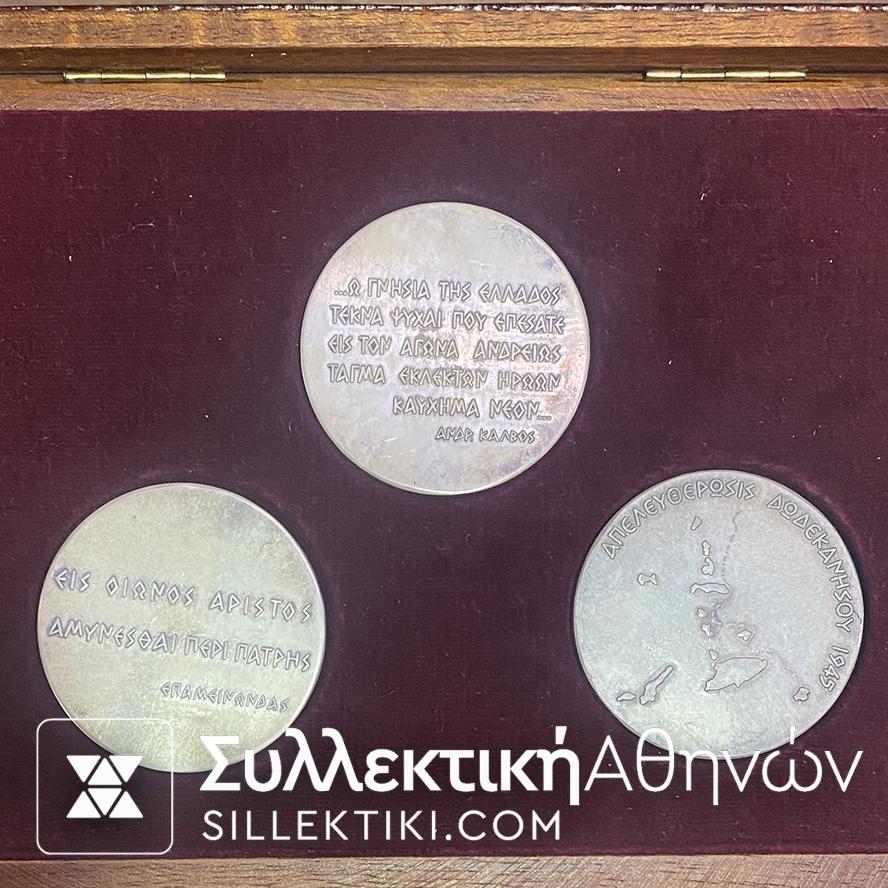 ...Ω ΓΝΗΣΙΑ ΤΗΣ ΕΛΛΑΔΟΣ
ΤΕΚΝΑ ΨΥΧΑΙ ΠΟΥ ΕΠΕΣΑΤΕ
ΕΙΣ ΤΟΝ ΑΓΩΝΑ ΑΝΔΡΕΙΩΣ
ΤΑΓΜΑ ΕΚΛΕΚΤΩΝ ΗΡΩΩΝ
ΚΑΥΧΗΜΑ ΝΕΟΝ...
ΑΝΔΡ. ΚΑΛΒΟΣ
ΕΙΣ ΟΙΩΝΟΣ ΑΡΙΣΤΟΣ
ΑΜΥΝΕΣΘΑΙ ΠΕΡΙ ΠΑΤΡΗΣ
ΕΠΑΜΕΙΝΩΝΔΑΣ
ΑΠΕΛΕΥΘΕΡΩΣΙΣ ΔΩΔΕΚΑΝΗΣΟΥ 1945
ΣυλλεκτικήΑθηνών
SILLEKTIKI.COM